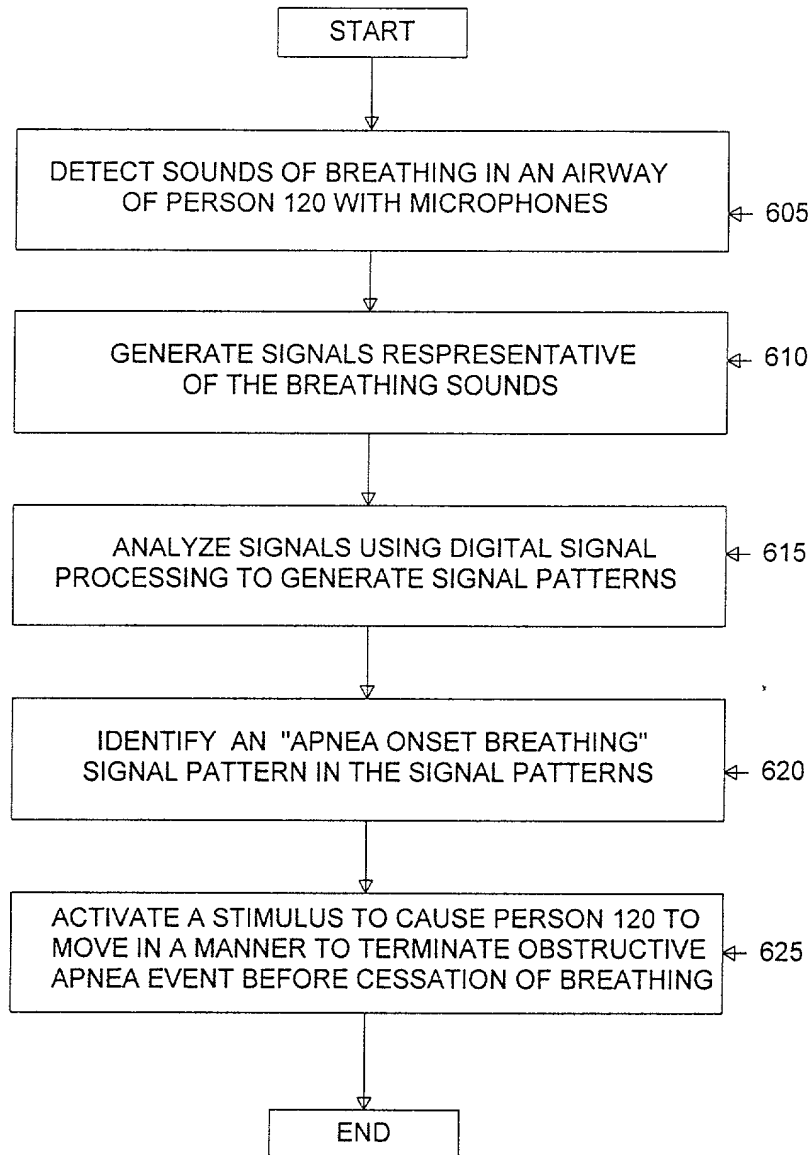 START
DETECT SOUNDS OF BREATHING IN AN AIRWAY
OF PERSON 120 WITH MICROPHONES
605
GENERATE SIGNALS RESPRESENTATIVE
OF THE BREATHING SOUNDS
610
ANALYZE SIGNALS USING DIGITAL SIGNAL
PROCESSING TO GENERATE SIGNAL PATTERNS
615
IDENTIFY AN "APNEA ONSET BREATHING"
SIGNAL PATTERN IN THE SIGNAL PATTERNS
620
ACTIVATE A STIMULUS TO CAUSE PERSON 120 TO
MOVE IN A MANNER TO TERMINATE OBSTRUCTIVE
APNEA EVENT BEFORE CESSATION OF BREATHING
625
END